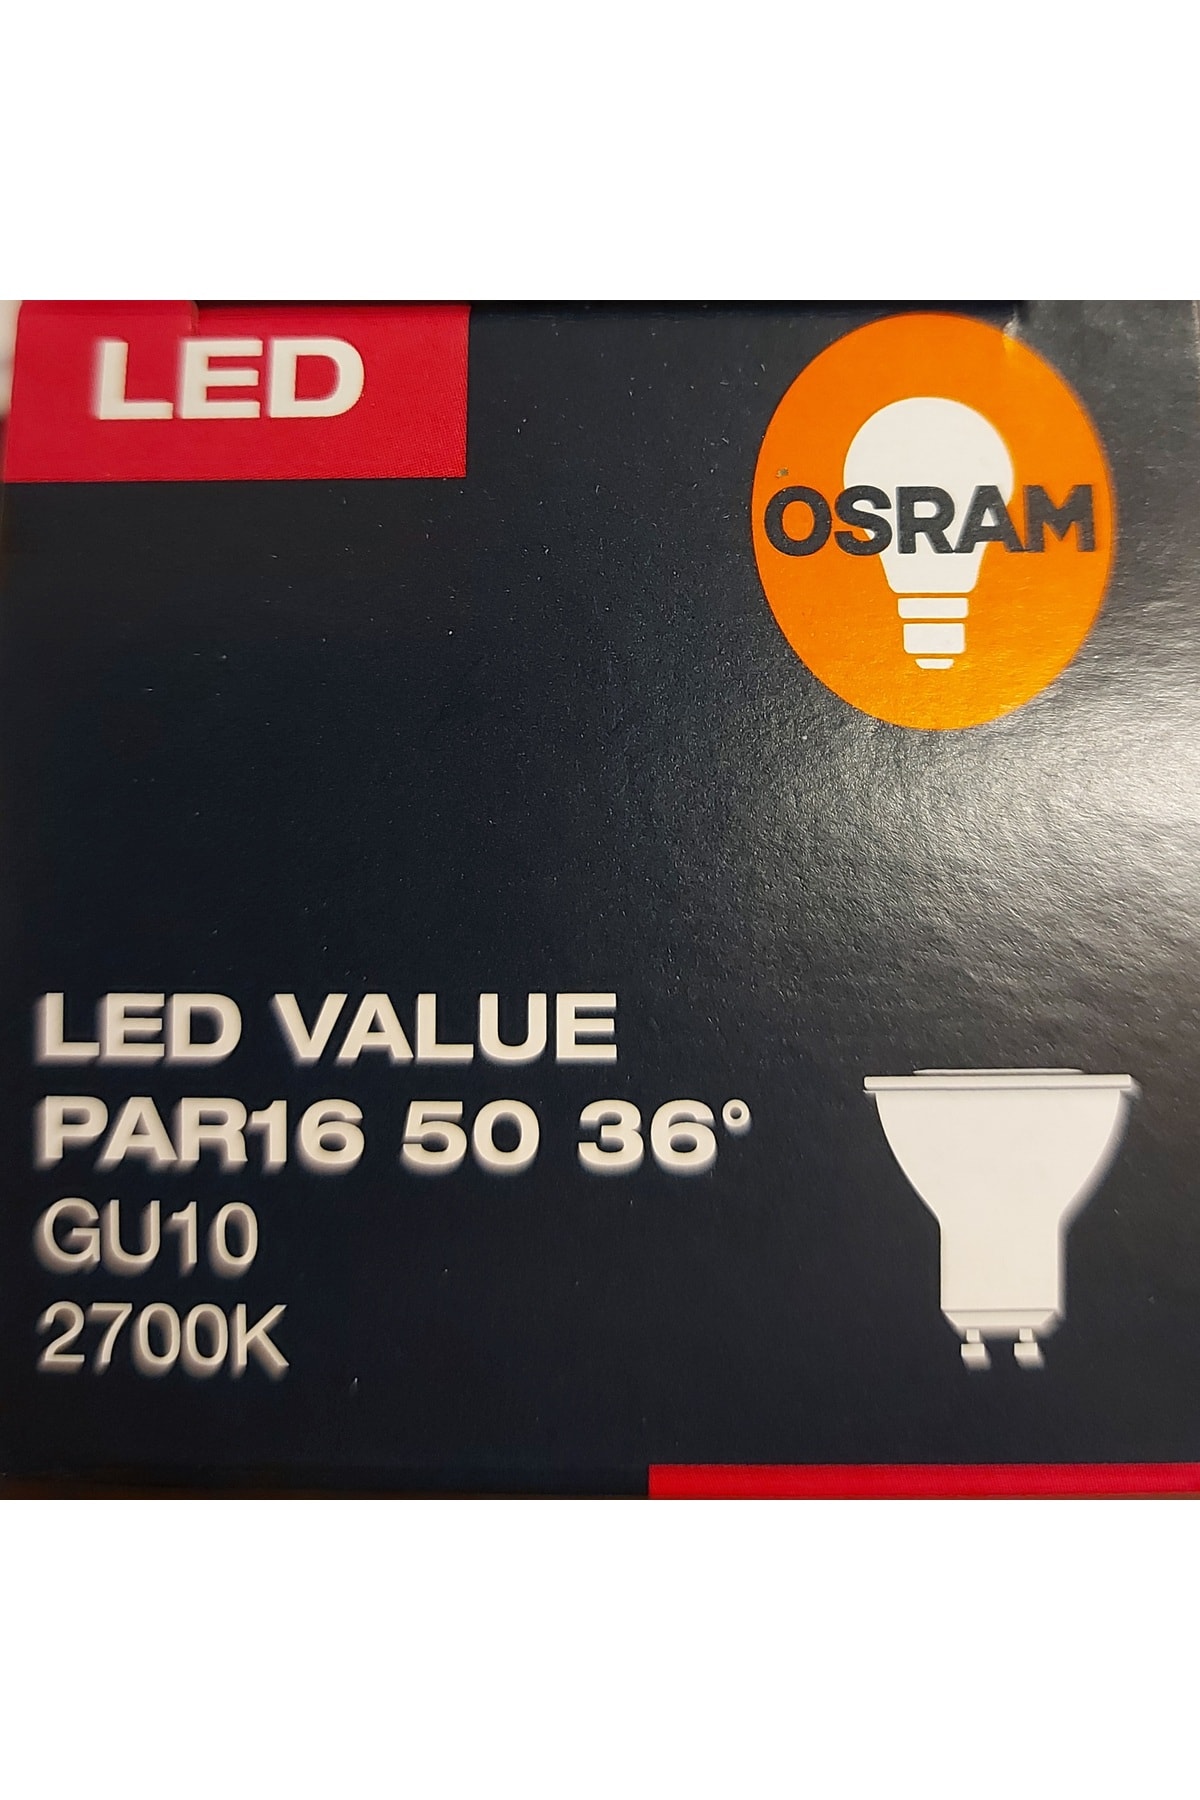 LED
OSRAM
LED VALUE
PAR16 50 36°
GU10
2700K